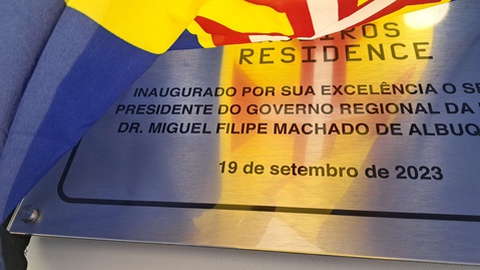 RESIDENCE
INAUGURADO POR SUA EXCELÊNCIA O
PRESIDENTE DO GOVERNO REGIONAL DA
DR. MIGUEL FILIPE MACHADO DE
19 de setembro de 2023